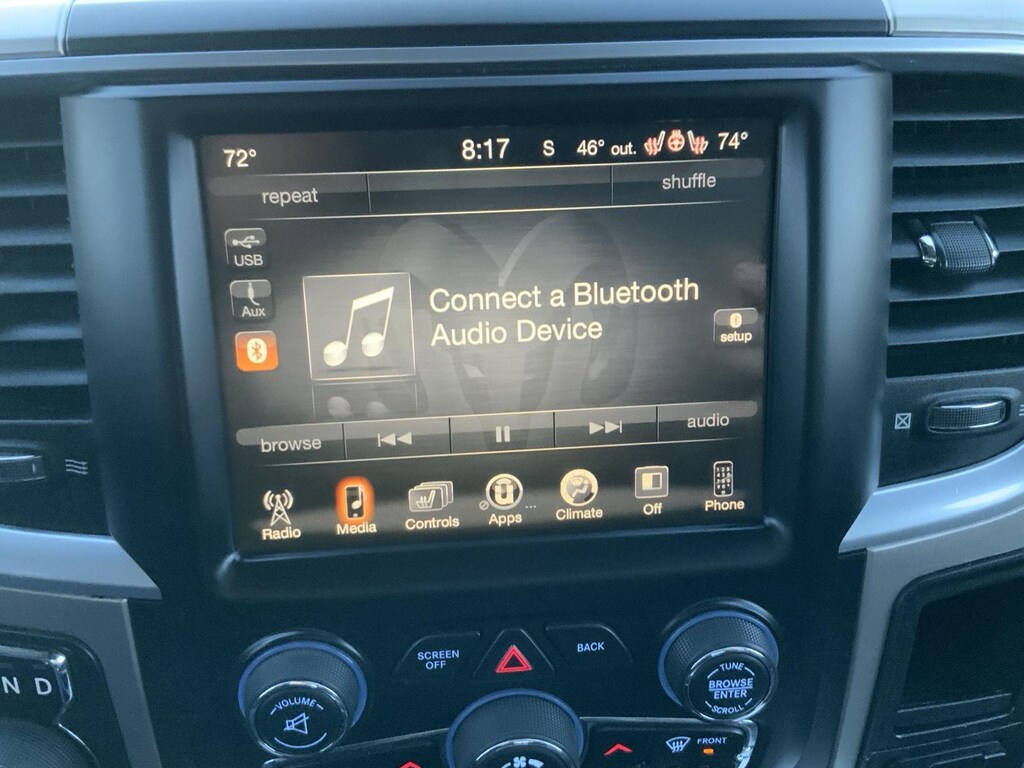 72° 8:17 S 46° out. 74°
repeat shuffle
USB
Aux
Connect a Bluetooth
Audio Device
setup
browse audio
Radio Media Controls Apps ... Climate Off Phone
SCREEN
OFF
BACK
N D
VOLUME
TUNE
BROWSE
ENTER
SCROLL
FRONT